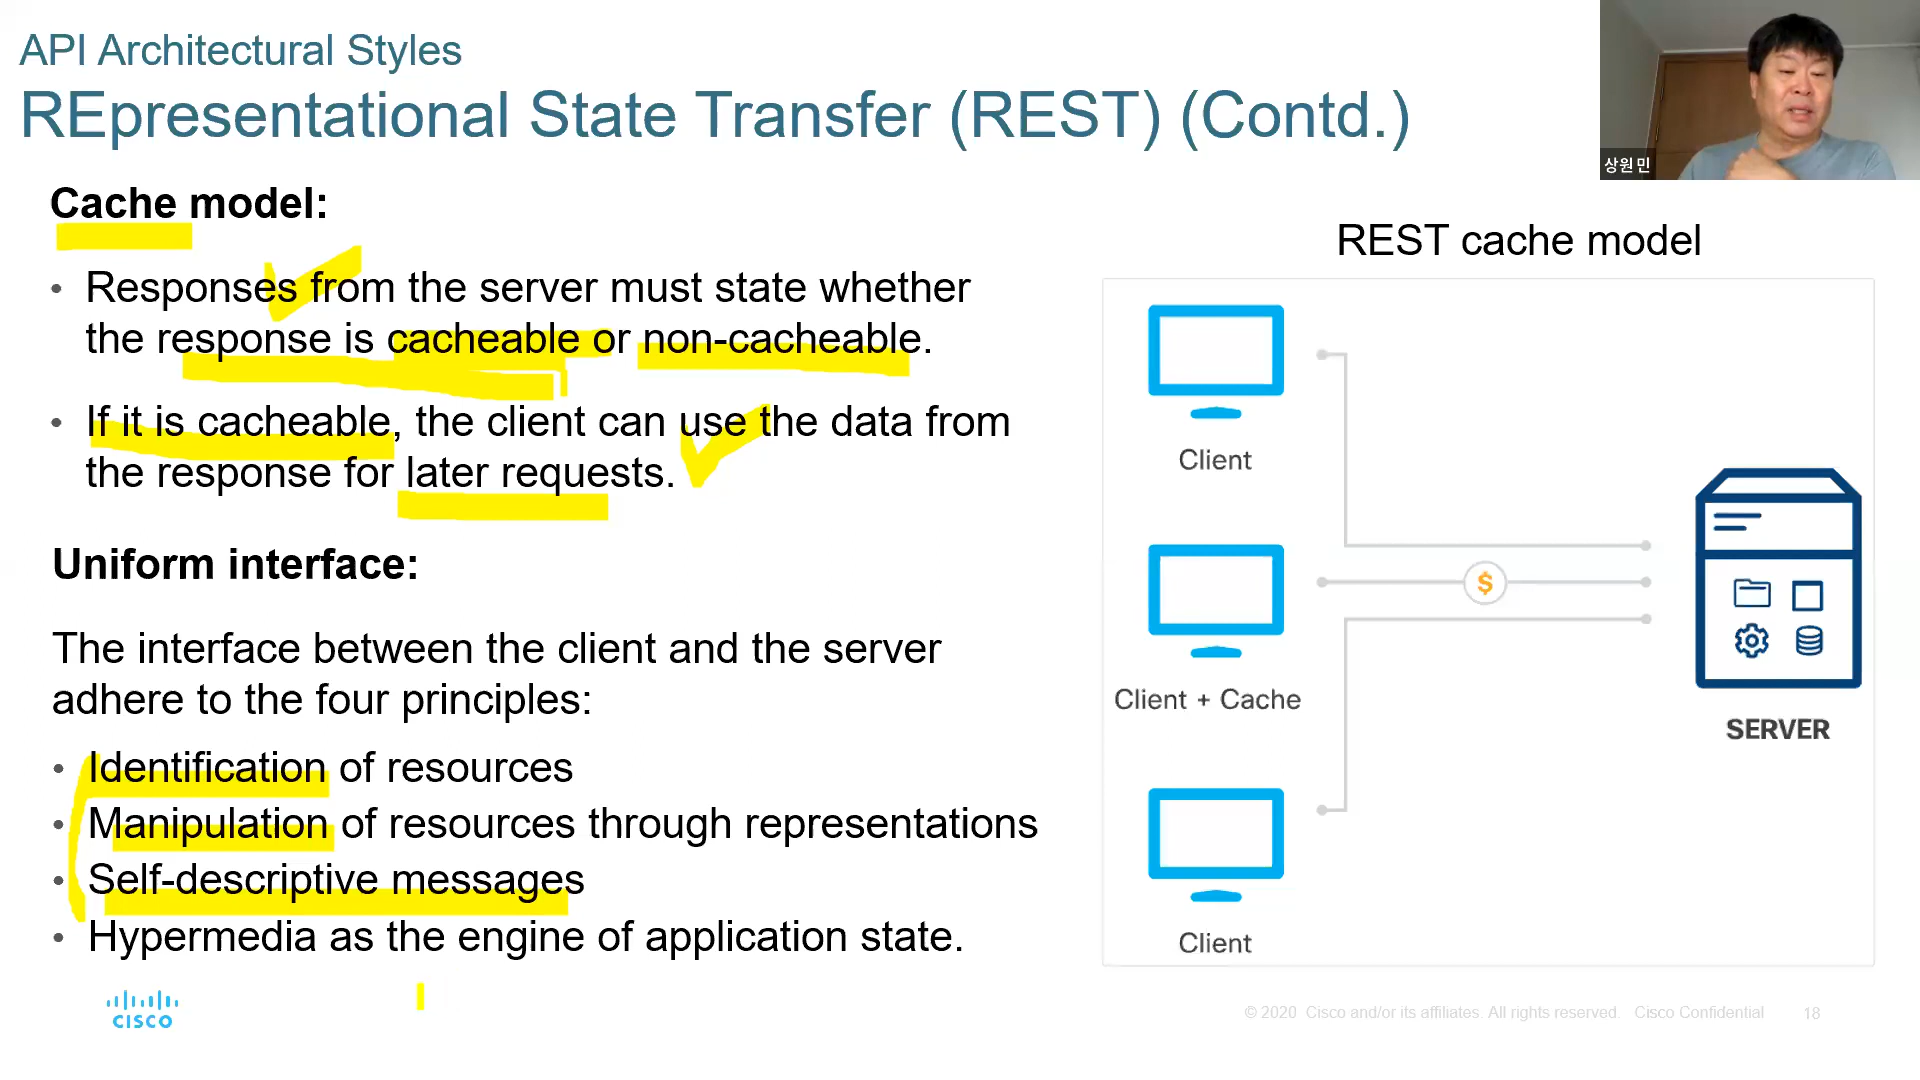 API Architectural Styles
REpresentational State Transfer (REST) (Contd.)
상원 민
Cache model:
• Responses from the server must state whether
the response is cacheable or non-cacheable.
• If it is cacheable, the client can use the data from
the response for later requests.
Uniform interface:
The interface between the client and the server
adhere to the four principles:
• Identification of resources
• Manipulation of resources through representations
• Self-descriptive messages
• Hypermedia as the engine of application state.
REST cache model
Client
$
Client + Cache
SERVER
Client
CISCO
© 2020 Cisco and/or its affiliates. All rights reserved. Cisco Confidential
18